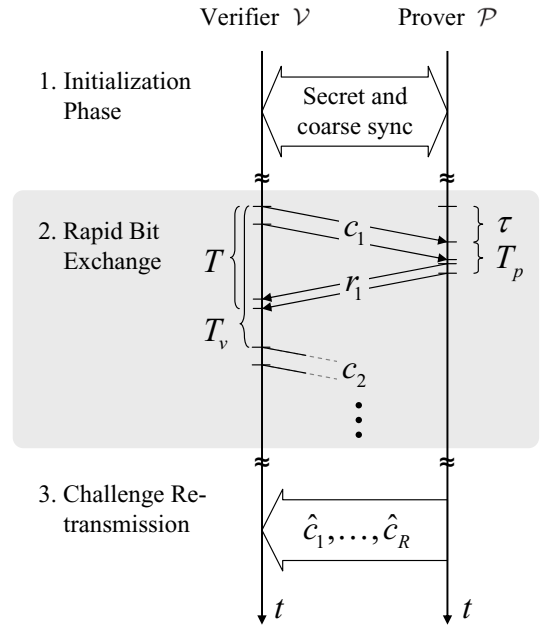 Verifier 𝒱 Prover 𝒫
1. Initialization
Phase
Secret and
coarse sync
≈ ≈
2. Rapid Bit
Exchange
c₁
τ
T
Tₚ
r₁
Tᵥ
c₂
⋮
≈ ≈
3. Challenge Re-
transmission
ĉ₁,…,ĉ_R
t t